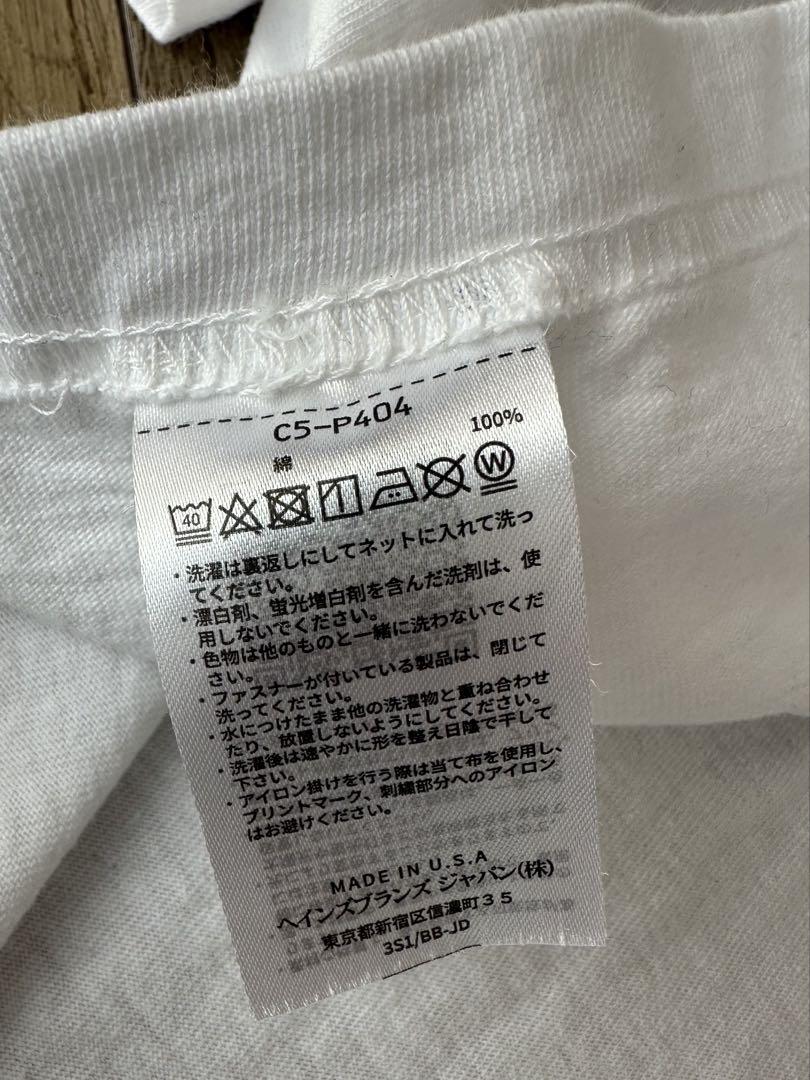 C5-P404
綿 100%
40 W
・洗濯は裏返しにしてネットに入れて洗っ
てください。
・漂白剤、蛍光増白剤を含んだ洗剤は、使
用しないでください。
・色物は他のものと一緒に洗わないでくだ
さい。
・ファスナーが付いている製品は、閉じて
洗ってください。
・水につけたまま他の洗濯物と重ね合わせ
たり、放置しないようにしてください。
・洗濯後は速やかに形を整え日陰で干して
下さい。
・アイロン掛けを行う際は当て布を使用し、
プリントマーク、刺繍部分へのアイロン
はお避けください。
MADE IN U.S.A
ヘインズブランズ ジャパン(株)
東京都新宿区信濃町35
3S1/BB-JD